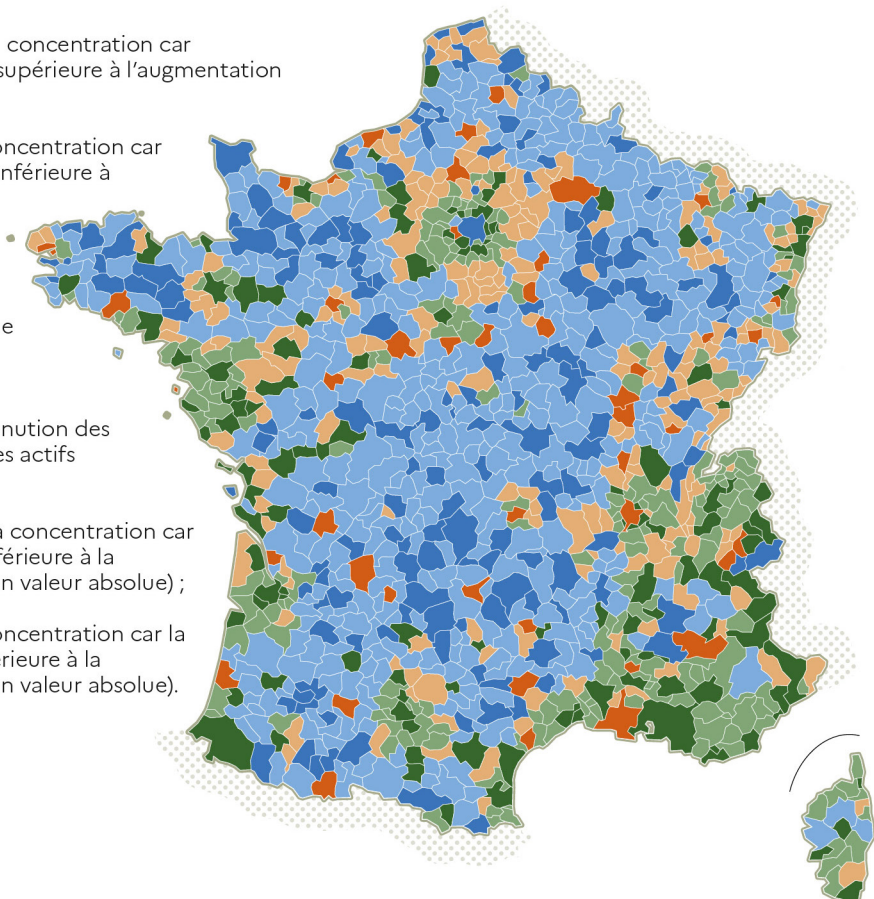 concentration car
supérieure à l'augmentation
oncentration car
nférieure à
e
nution des
es actifs
a concentration car
férieure à la
n valeur absolue) ;
oncentration car la
érieure à la
n valeur absolue).